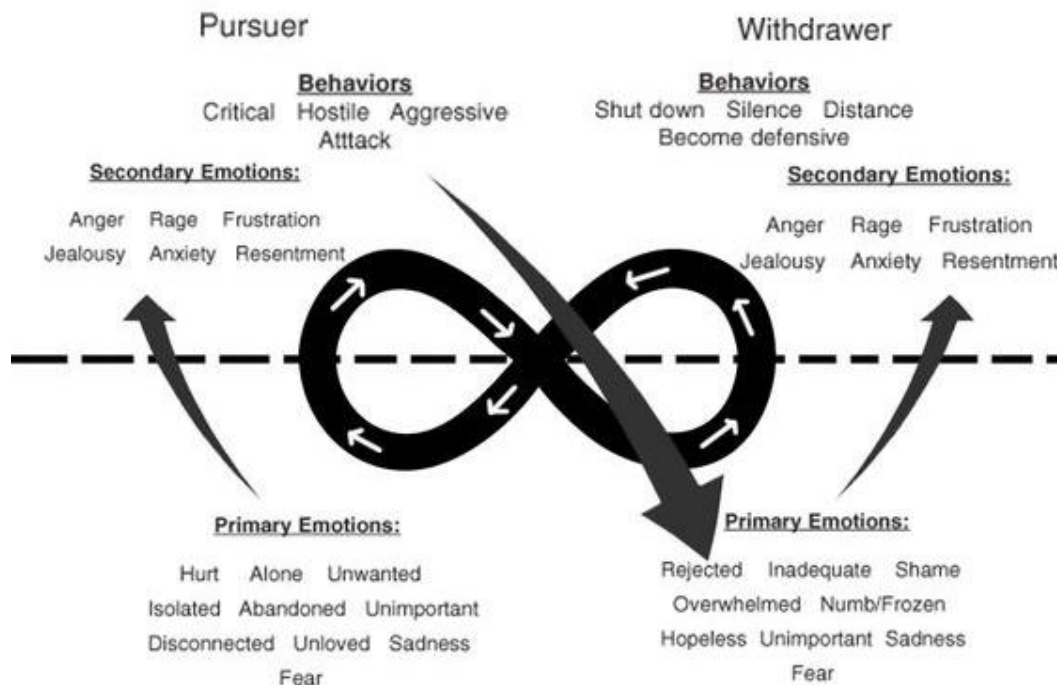 Pursuer
Behaviors
Critical Hostile Aggressive
Atttack
Secondary Emotions:
Anger Rage Frustration
Jealousy Anxiety Resentment
Primary Emotions:
Hurt Alone Unwanted
Isolated Abandoned Unimportant
Disconnected Unloved Sadness
Fear
Withdrawer
Behaviors
Shut down Silence Distance
Become defensive
Secondary Emotions:
Anger Rage Frustration
Jealousy Anxiety Resentment
Primary Emotions:
Rejected Inadequate Shame
Overwhelmed Numb/Frozen
Hopeless Unimportant Sadness
Fear